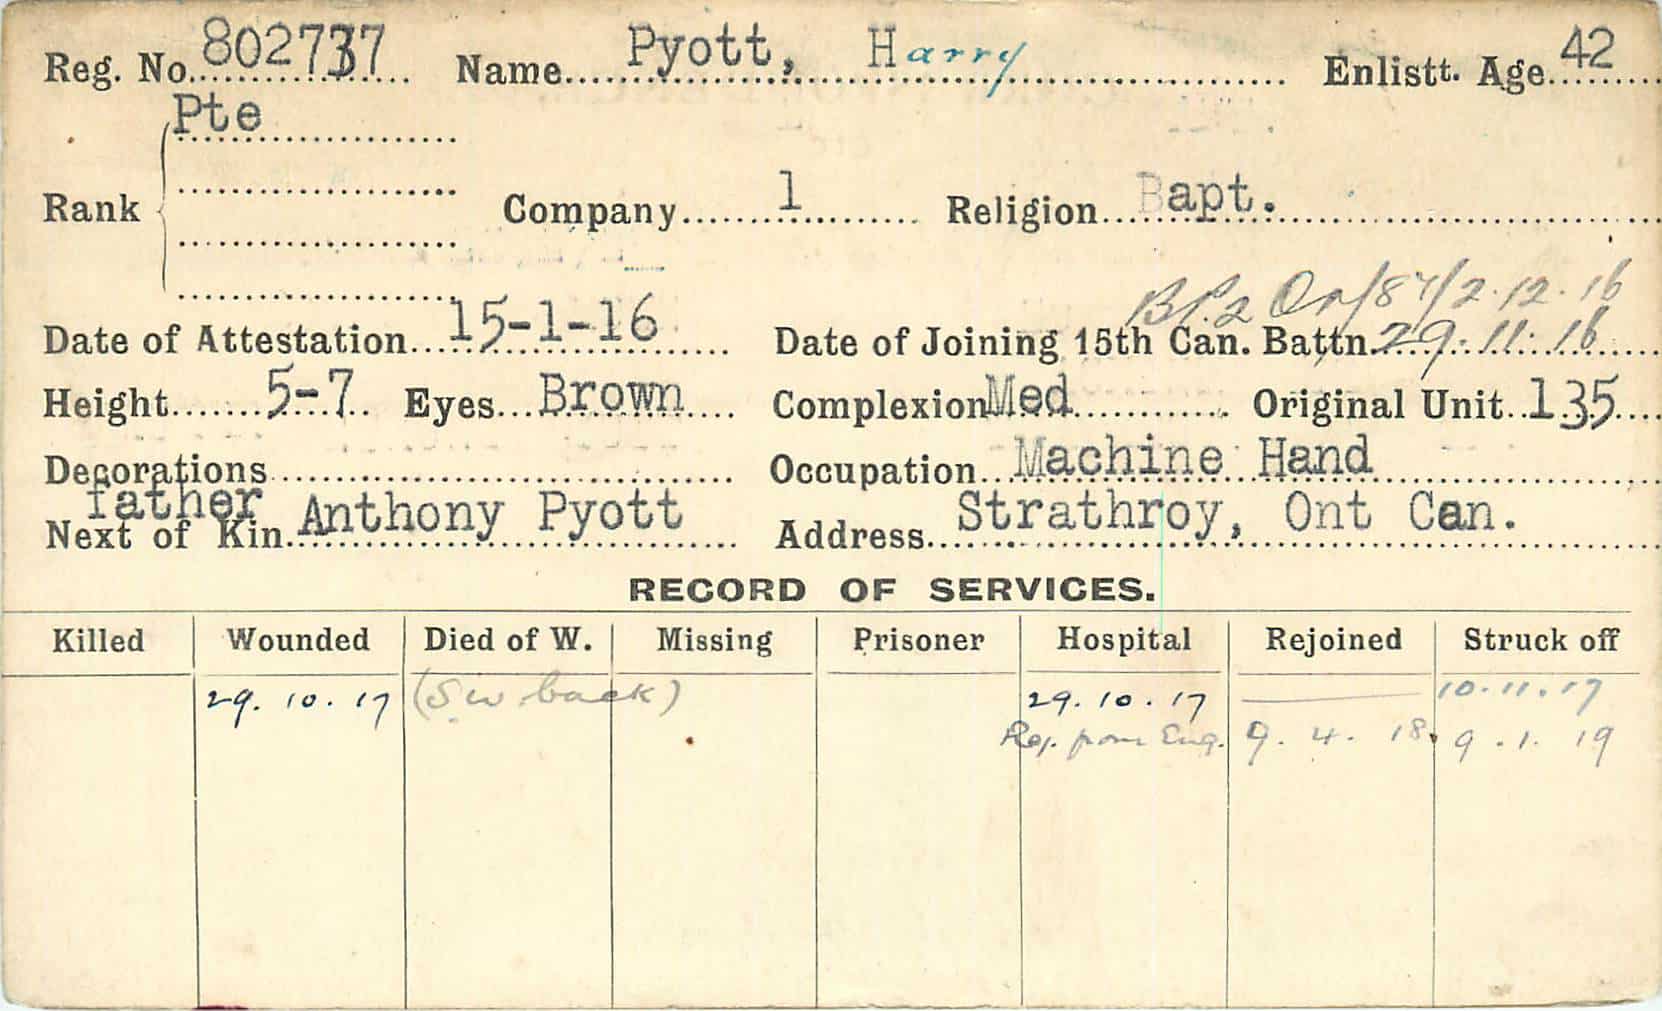 Reg. No. 802737 Name Pyott, Harry Enlistt. Age 42
Pte
Rank Company 1 Religion Bapt.
B.P.2 Or/87/2.12.16
Date of Attestation 15-1-16 Date of Joining 15th Can. Battn. 29.11.16
Height 5-7 Eyes Brown Complexion Med Original Unit 135
Decorations Occupation Machine Hand
father
Next of Kin Anthony Pyott Address Strathroy, Ont Can.
RECORD OF SERVICES.
Killed Wounded Died of W. Missing Prisoner Hospital Rejoined Struck off
29.10.17 (S.W back) 29.10.17 10.11.17
Rej. from Eng. 9.4.18. 9.1.19